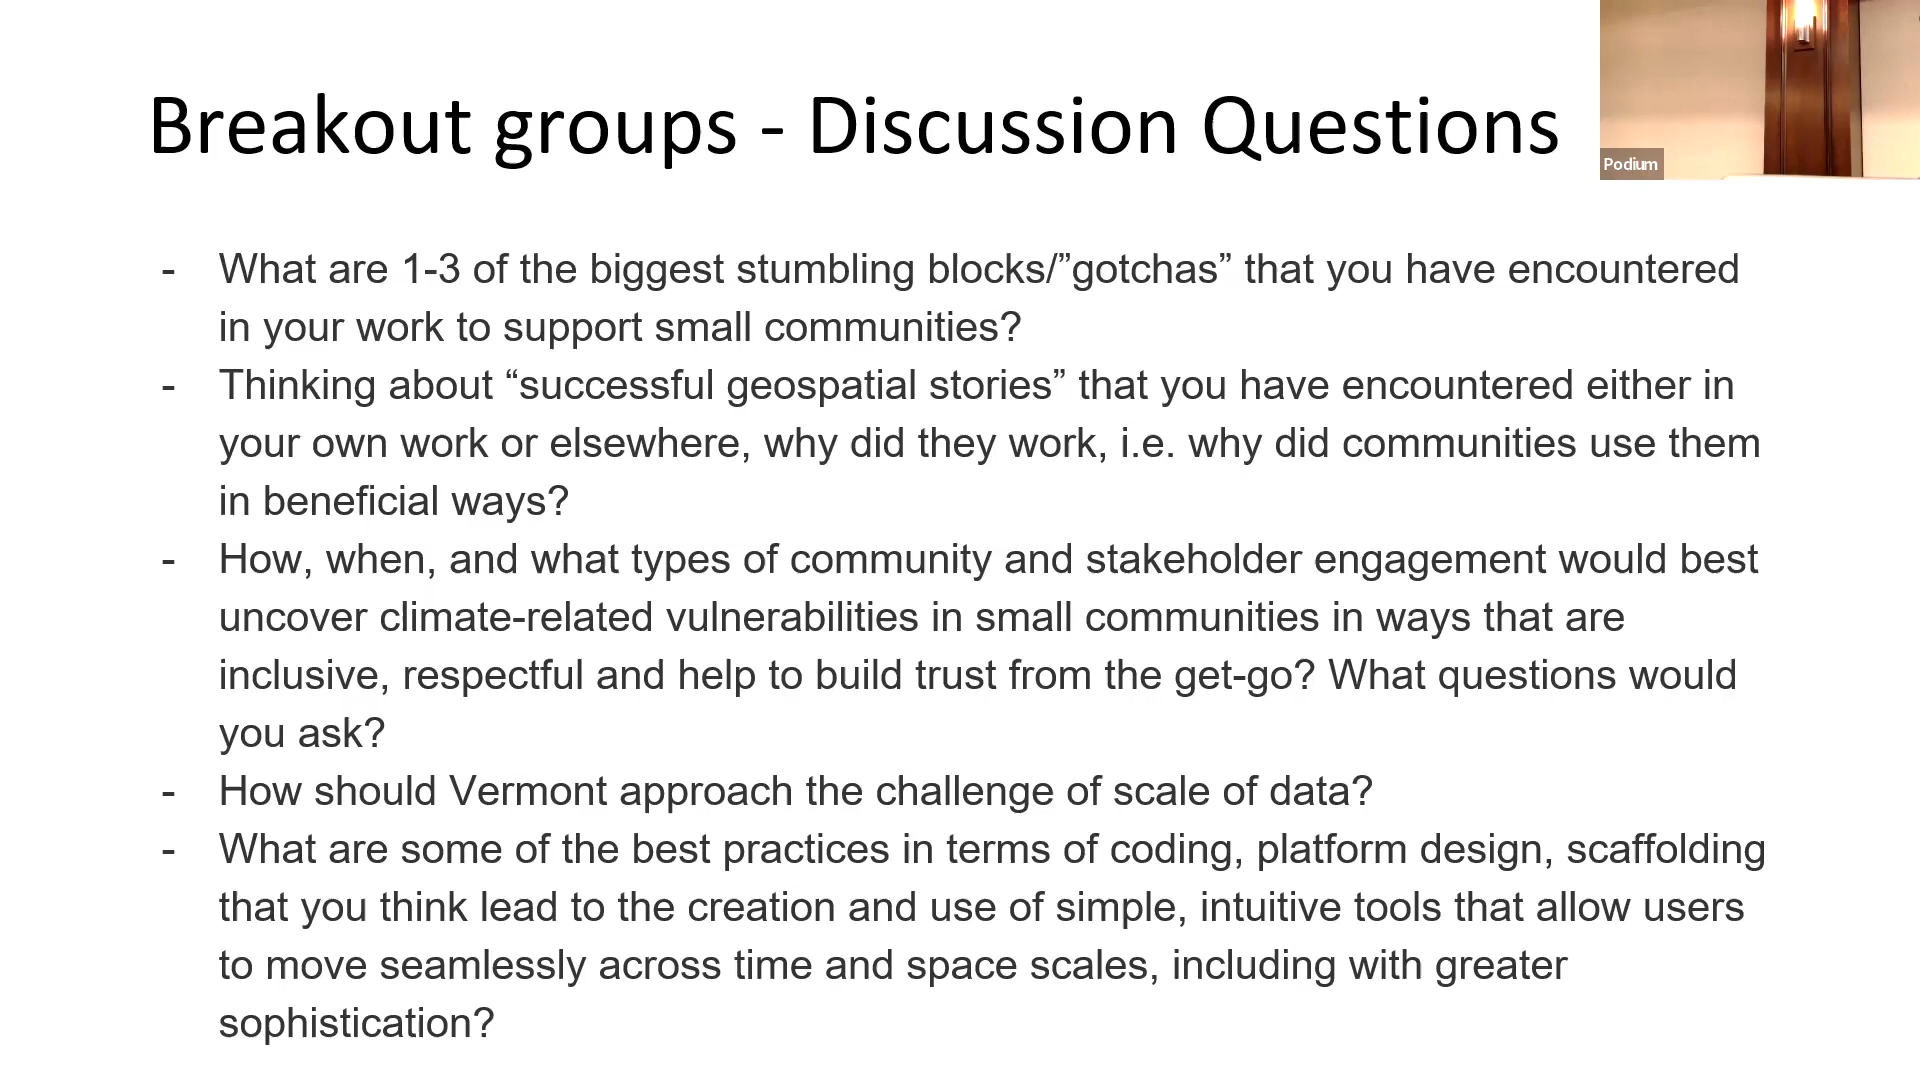 Breakout groups - Discussion Questions
Podium
- What are 1-3 of the biggest stumbling blocks/”gotchas” that you have encountered
in your work to support small communities?
- Thinking about “successful geospatial stories” that you have encountered either in
your own work or elsewhere, why did they work, i.e. why did communities use them
in beneficial ways?
- How, when, and what types of community and stakeholder engagement would best
uncover climate-related vulnerabilities in small communities in ways that are
inclusive, respectful and help to build trust from the get-go? What questions would
you ask?
- How should Vermont approach the challenge of scale of data?
- What are some of the best practices in terms of coding, platform design, scaffolding
that you think lead to the creation and use of simple, intuitive tools that allow users
to move seamlessly across time and space scales, including with greater
sophistication?